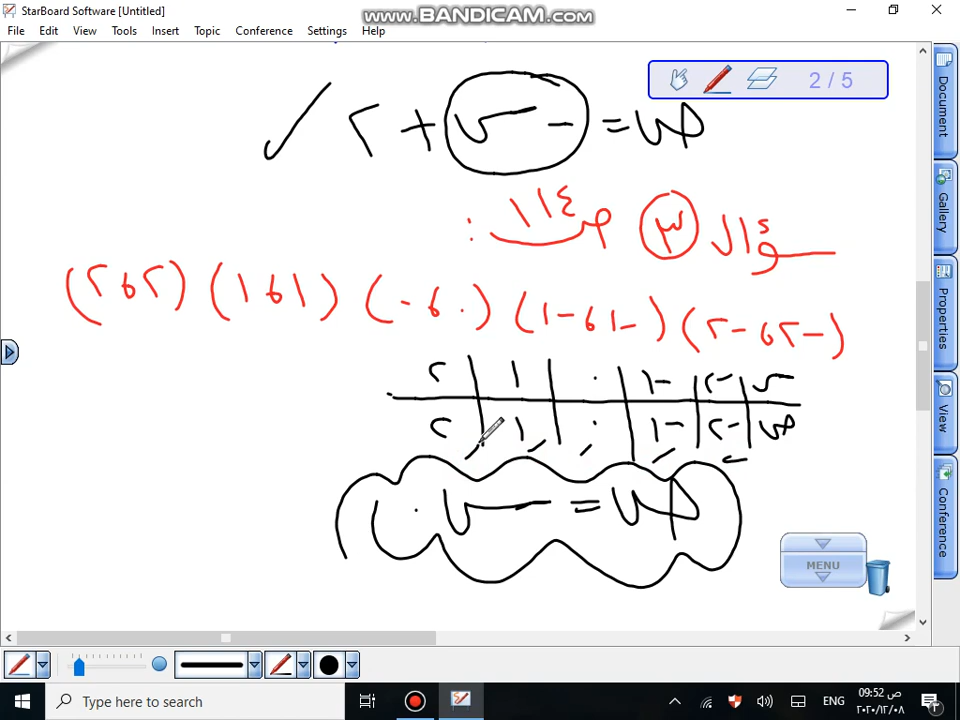 StarBoard Software [Untitled]
WWW.BANDICAM.COM
File Edit View Tools Insert Topic Conference Settings Help
2 / 5
ص = - س + ٢ ✓
سؤال ٣ ص ١١٤ :
(-٢ ، -٢) (-١ ، -١) (٠ ، ٠) (١ ، ١) (٢ ، ٢)
س -٢ -١ ٠ ١ ٢
ص -٢ -١ ٠ ١ ٢
ص = س
MENU
Document
Gallery
Properties
Viewer
Conference
Type here to search
ENG
09:52 ص
٢٠٢٠/١٢/٠٨